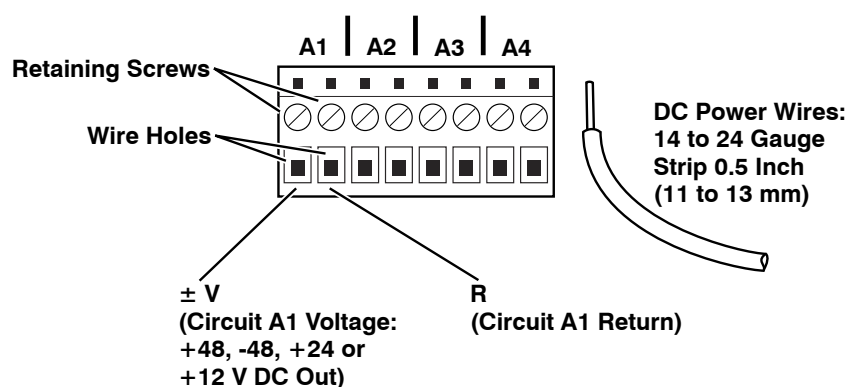 A1 A2 A3 A4
Retaining Screws
Wire Holes
DC Power Wires:
14 to 24 Gauge
Strip 0.5 Inch
(11 to 13 mm)
± V
(Circuit A1 Voltage:
+48, -48, +24 or
+12 V DC Out)
R
(Circuit A1 Return)